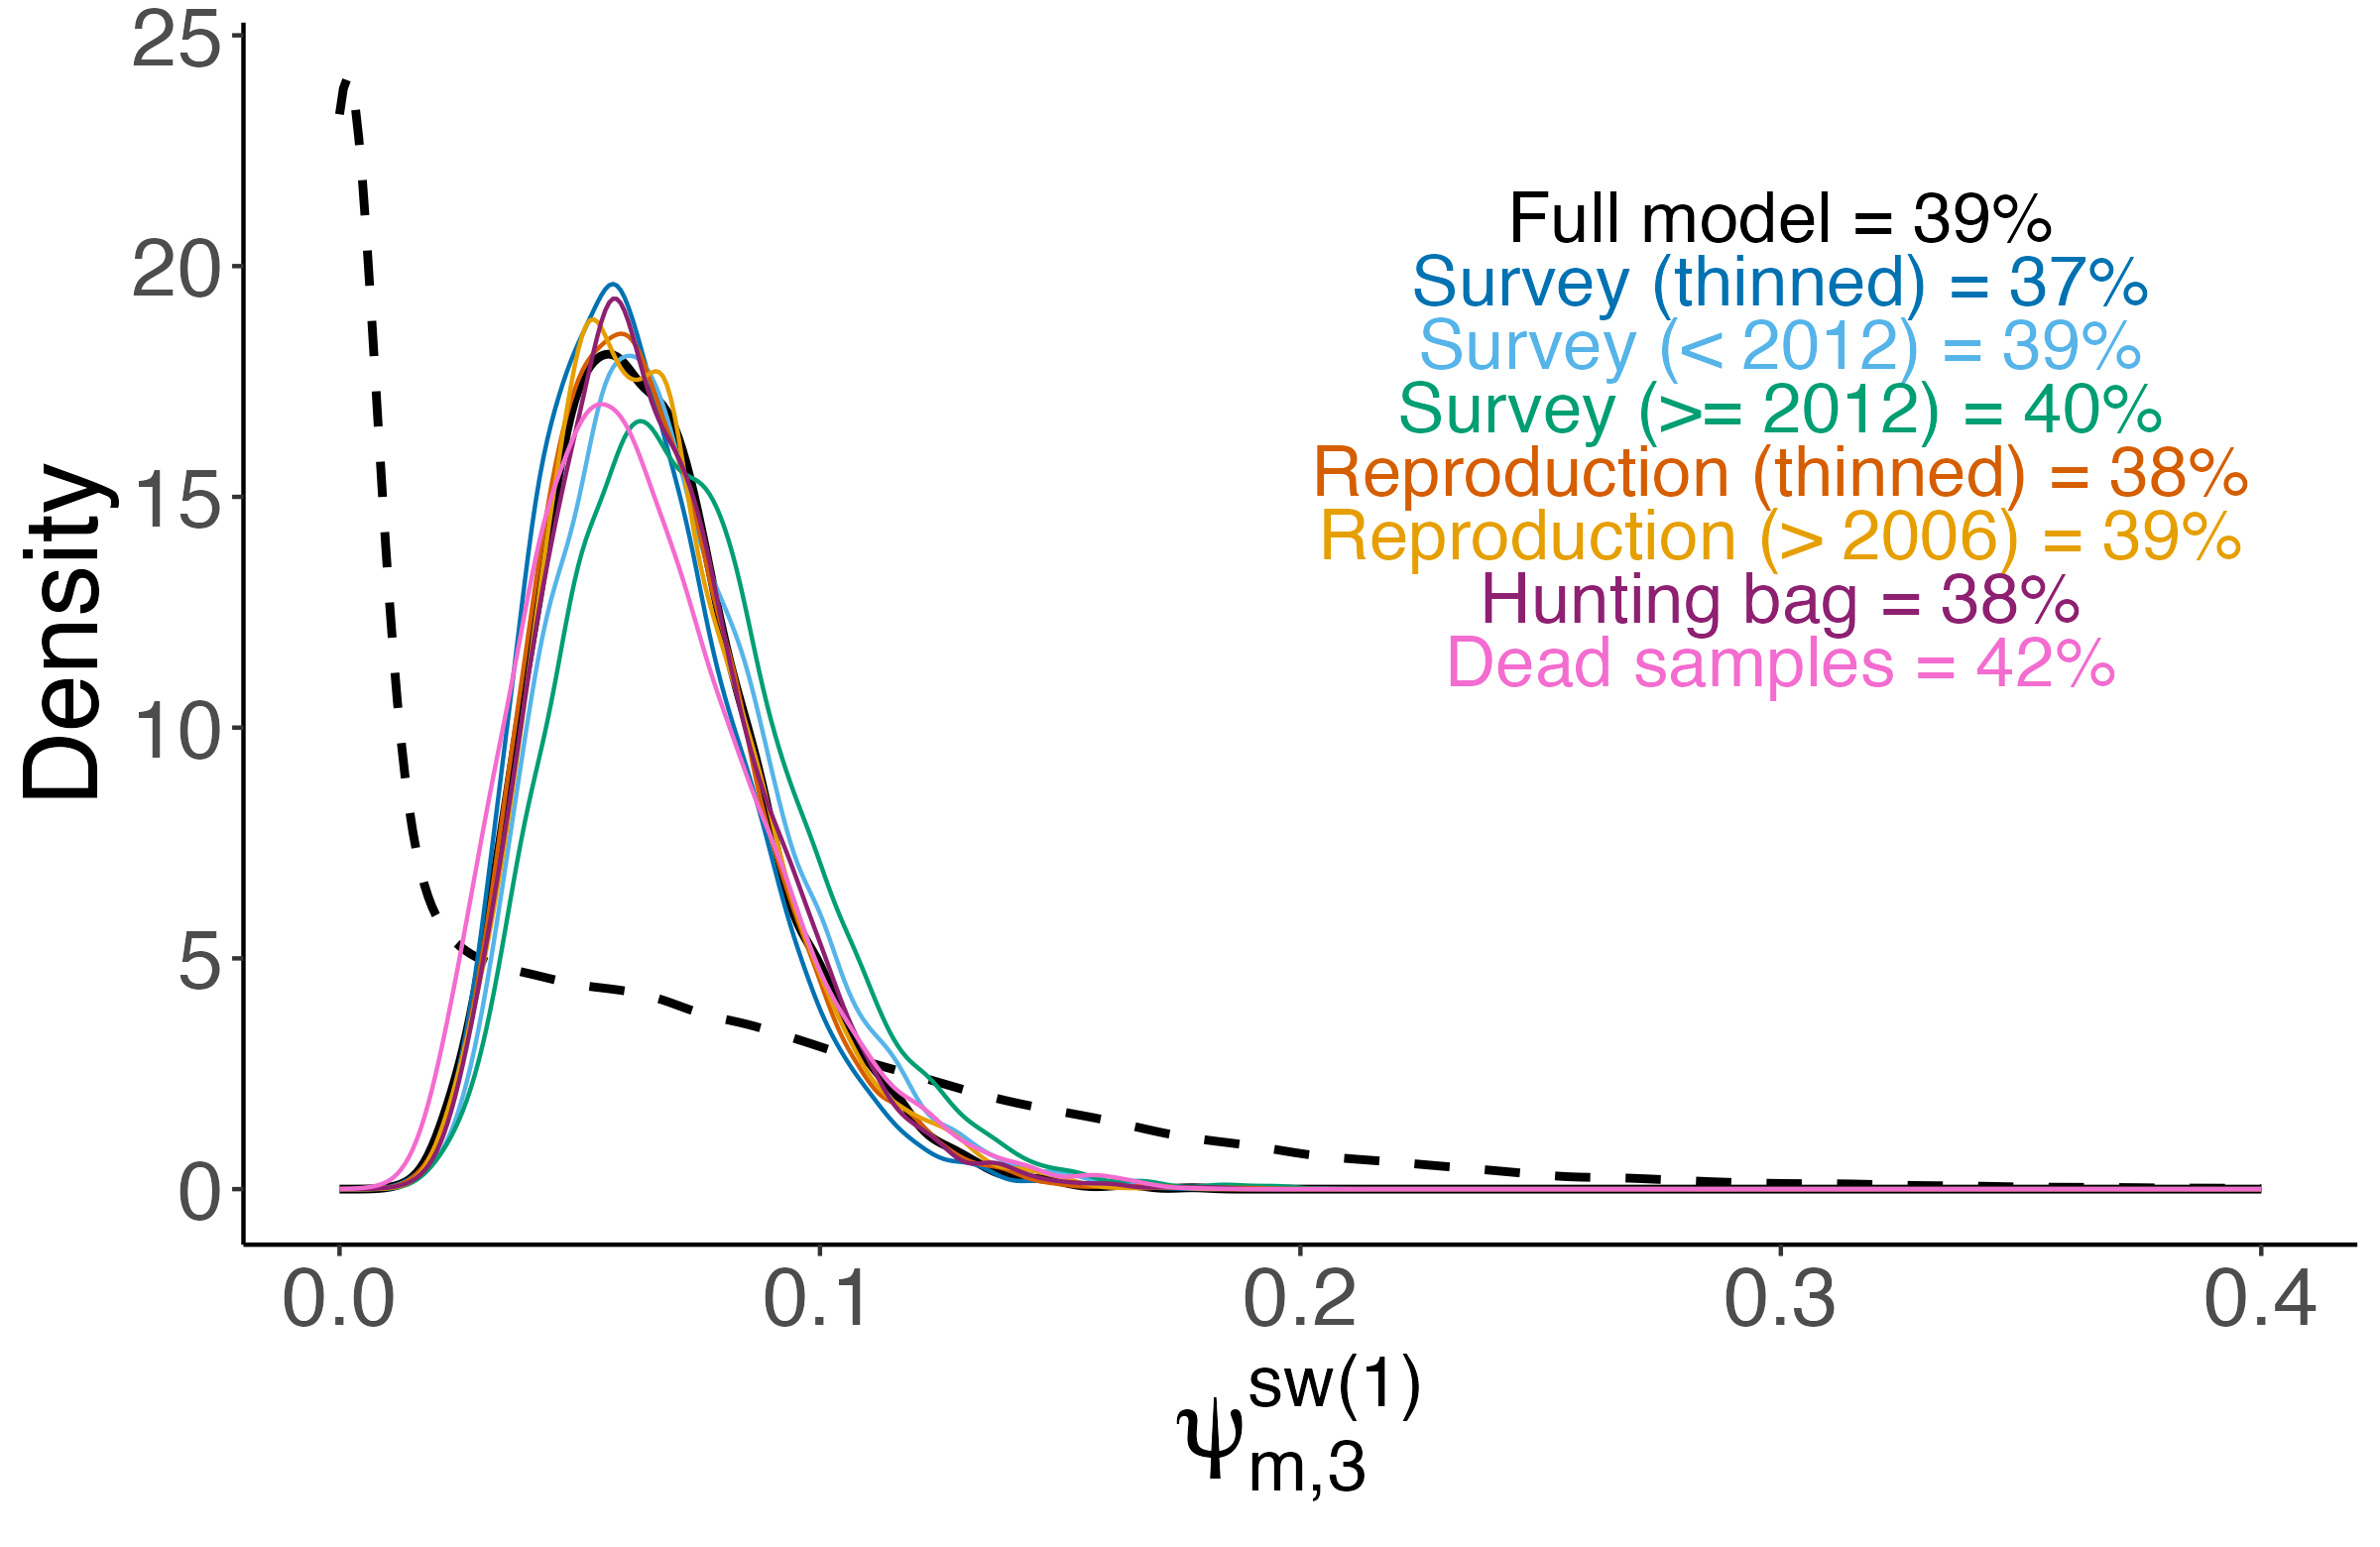 25
20
15
10
5
0
Density
Full model = 39%
Survey (thinned) = 37%
Survey (< 2012) = 39%
Survey (>= 2012) = 40%
Reproduction (thinned) = 38%
Reproduction (> 2006) = 39%
Hunting bag = 38%
Dead samples = 42%
0.0 0.1 0.2 0.3 0.4
ψ sw(1) m,3